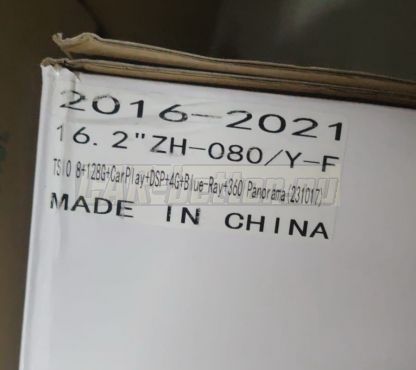 2016-2021
16.2"ZH-080/Y-F
TS10 8+128G+CarPlay+DSP+4G+Blue-Ray+360 Panorama(231017)
MADE IN CHINA